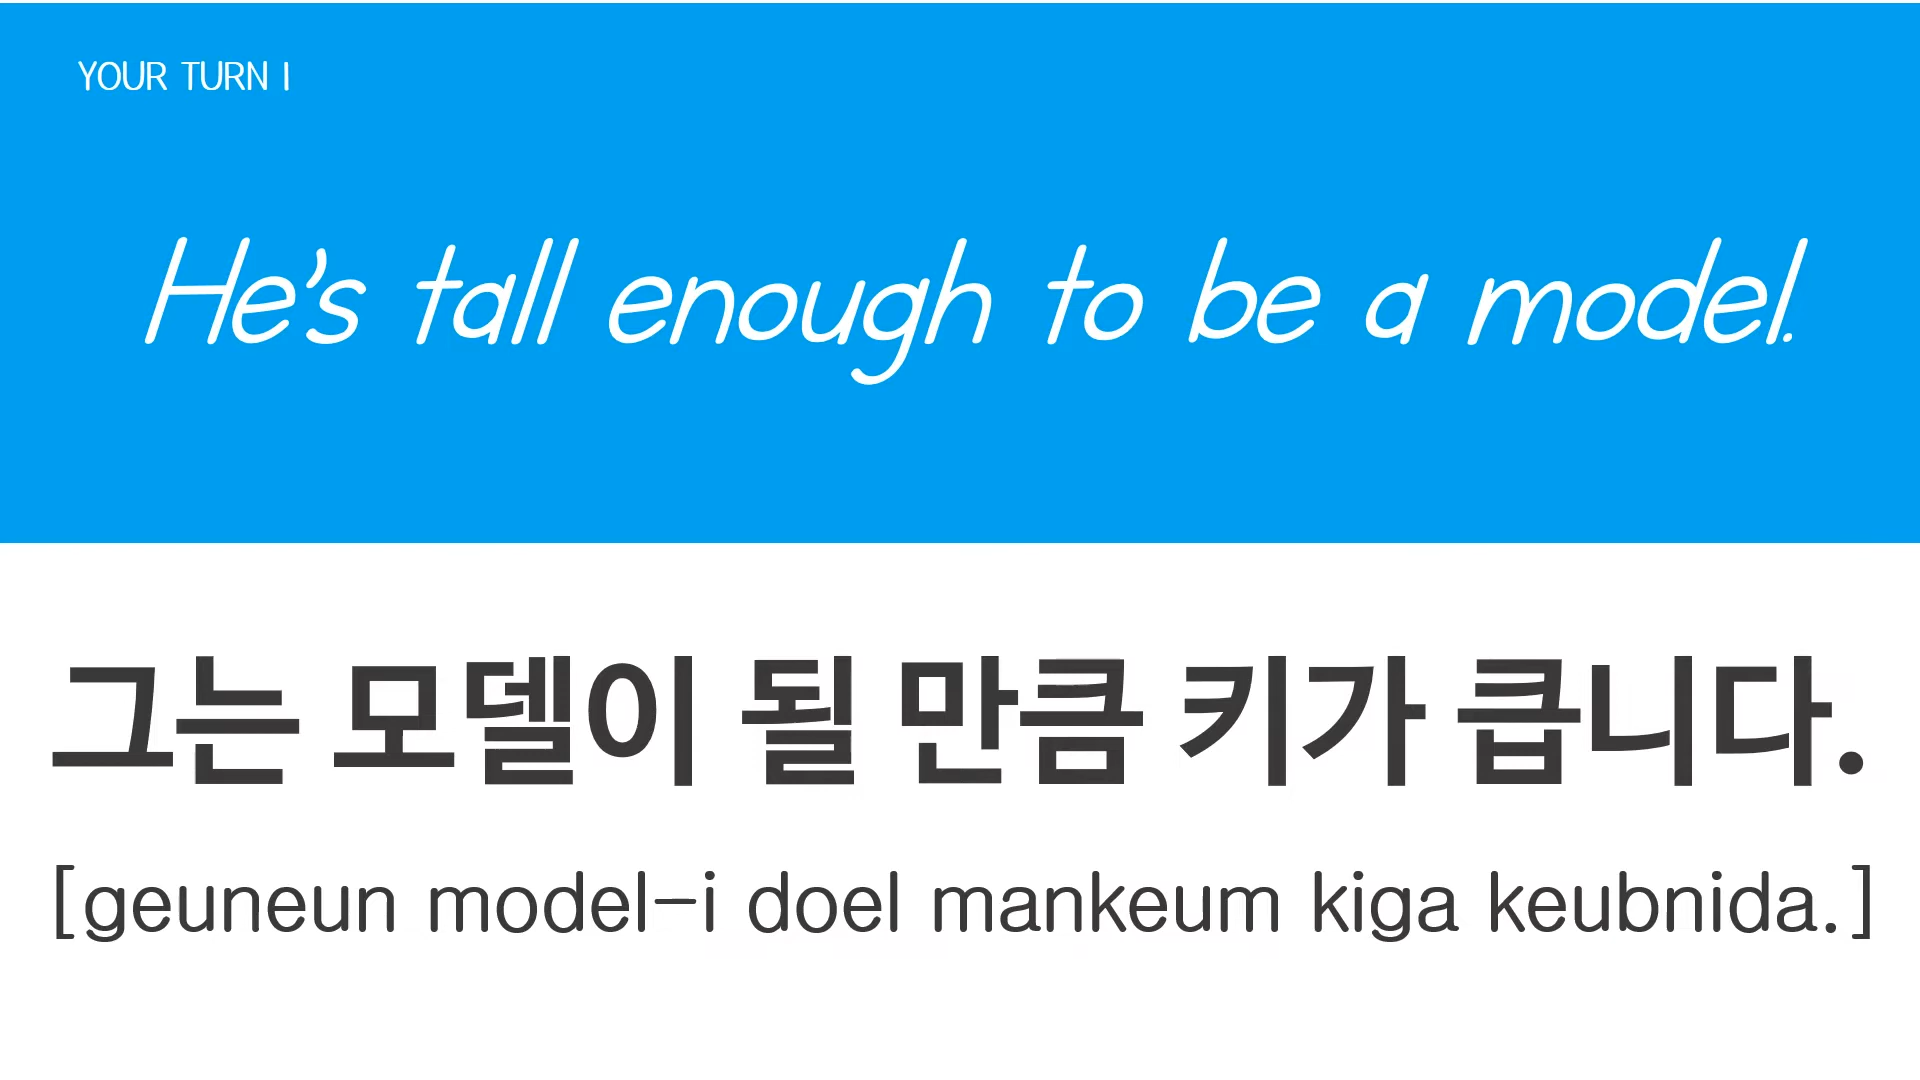 YOUR TURN I
He's tall enough to be a model.
그는 모델이 될 만큼 키가 큽니다.
[geuneun model-i doel mankeum kiga keubnida.]